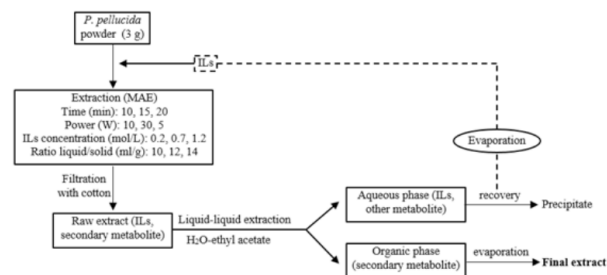 P. pellucida
powder (3 g)
ILs
Extraction (MAE)
Time (min): 10, 15, 20
Power (W): 10, 30, 5
ILs concentration (mol/L): 0.2, 0.7, 1.2
Ratio liquid/solid (ml/g): 10, 12, 14
Evaporation
Filtration
with cotton
Raw extract (ILs,
secondary metabolite)
Liquid-liquid extraction
H2O-ethyl acetate
Aqueous phase (ILs,
other metabolite)
recovery
Precipitate
Organic phase
(secondary metabolite)
evaporation
Final extract